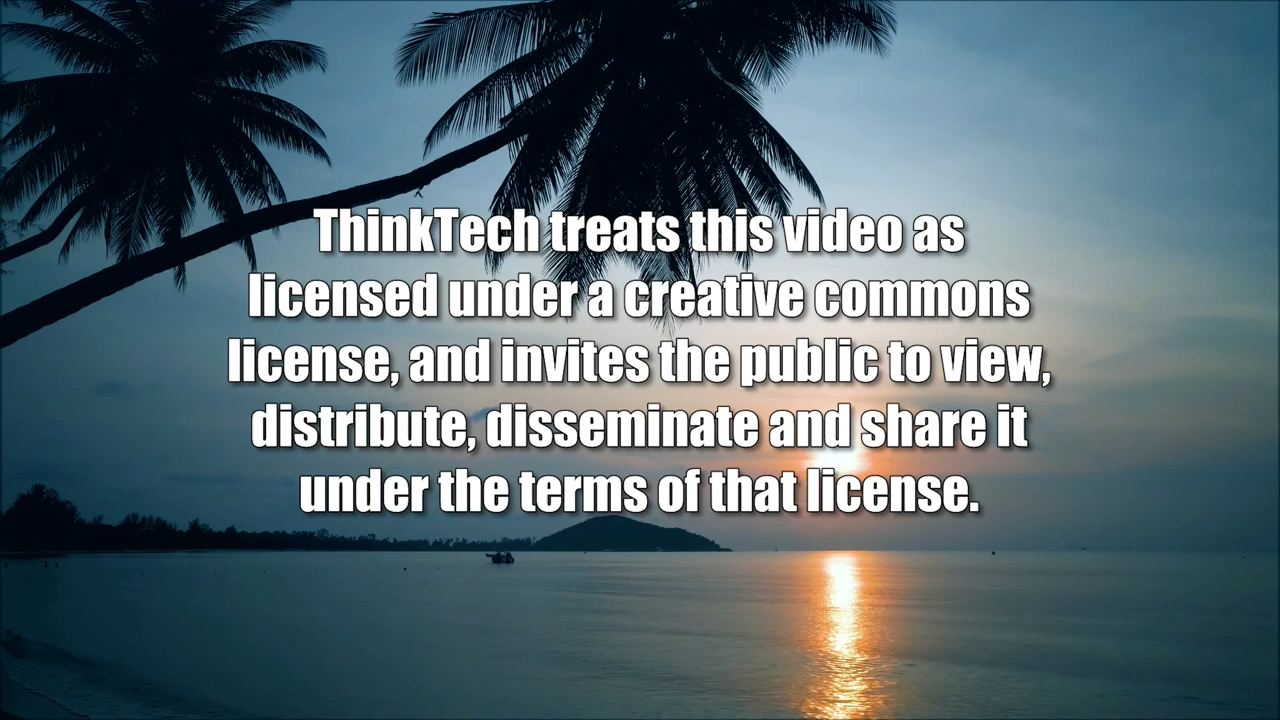 ThinkTech treats this video as
licensed under a creative commons
license, and invites the public to view,
distribute, disseminate and share it
under the terms of that license.